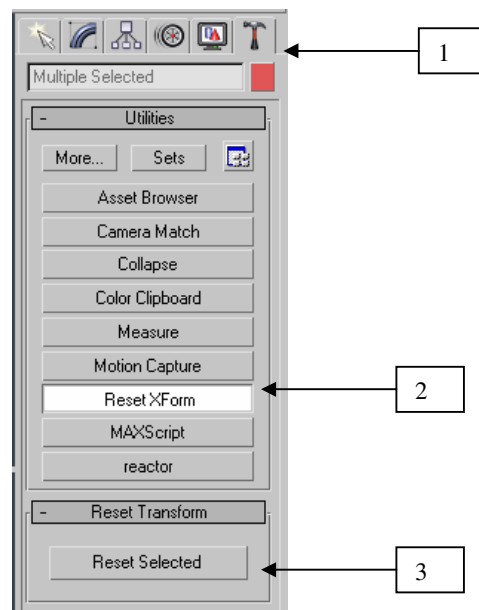 1
Multiple Selected
- Utilities
More... Sets
Asset Browser
Camera Match
Collapse
Color Clipboard
Measure
Motion Capture
Reset XForm
2
MAXScript
reactor
- Reset Transform
Reset Selected
3